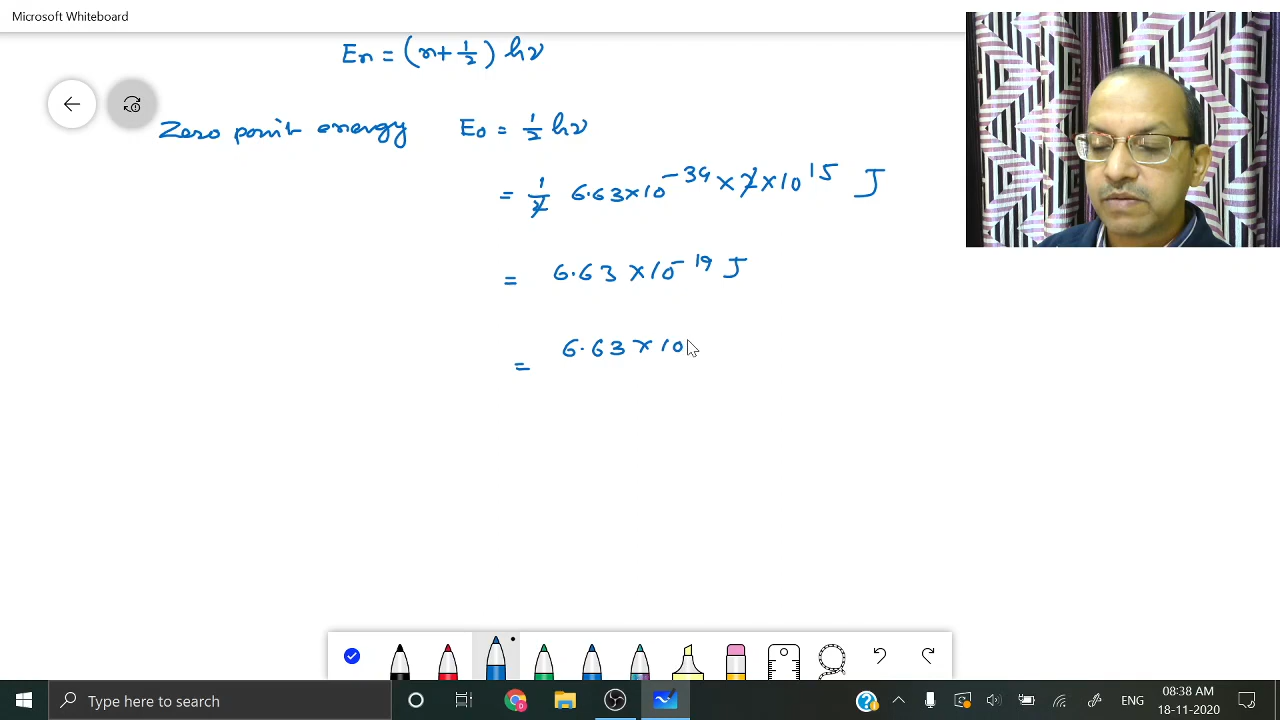 Microsoft Whiteboard
En = (n+1/2) hν
Zero point energy E0 = 1/2 hν
= 1/2 6.63×10^-34 × 2×10^15 J
= 6.63 ×10^-19 J
= 6.63 × 10
Type here to search
ENG
08:38 AM
18-11-2020